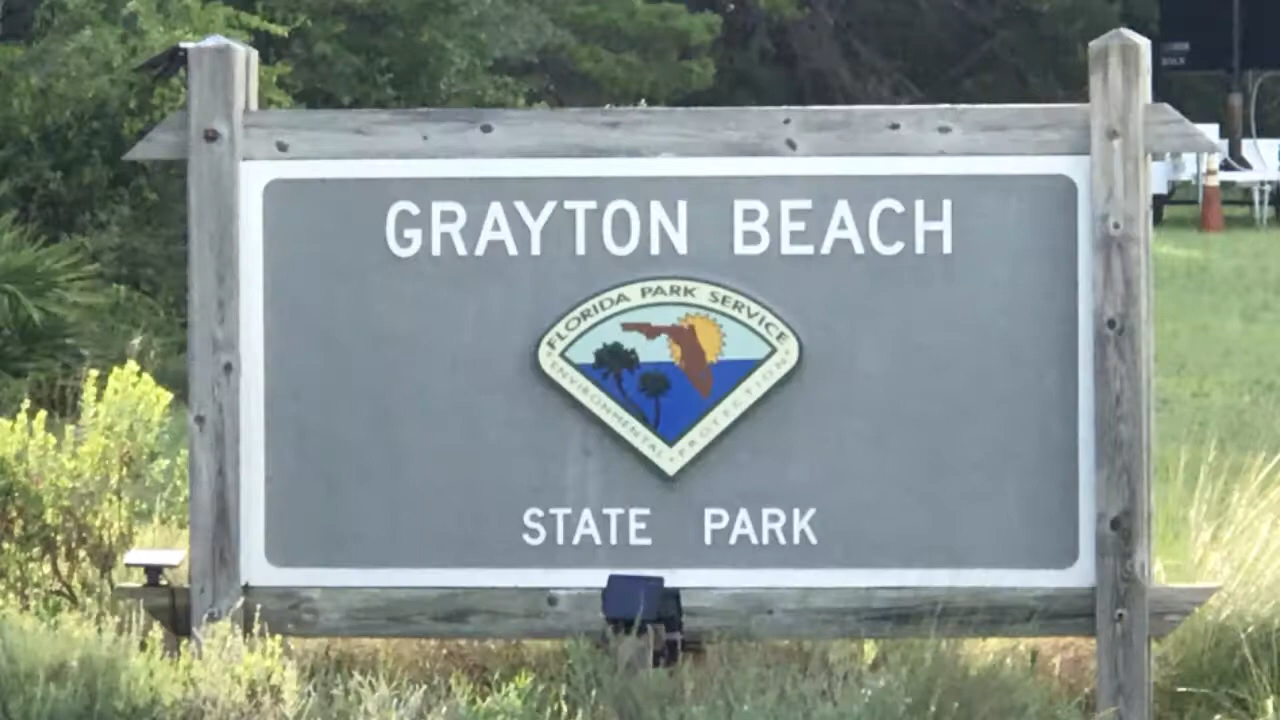 GRAYTON BEACH
FLORIDA PARK SERVICE
ENVIRONMENTAL PROTECTION
STATE PARK